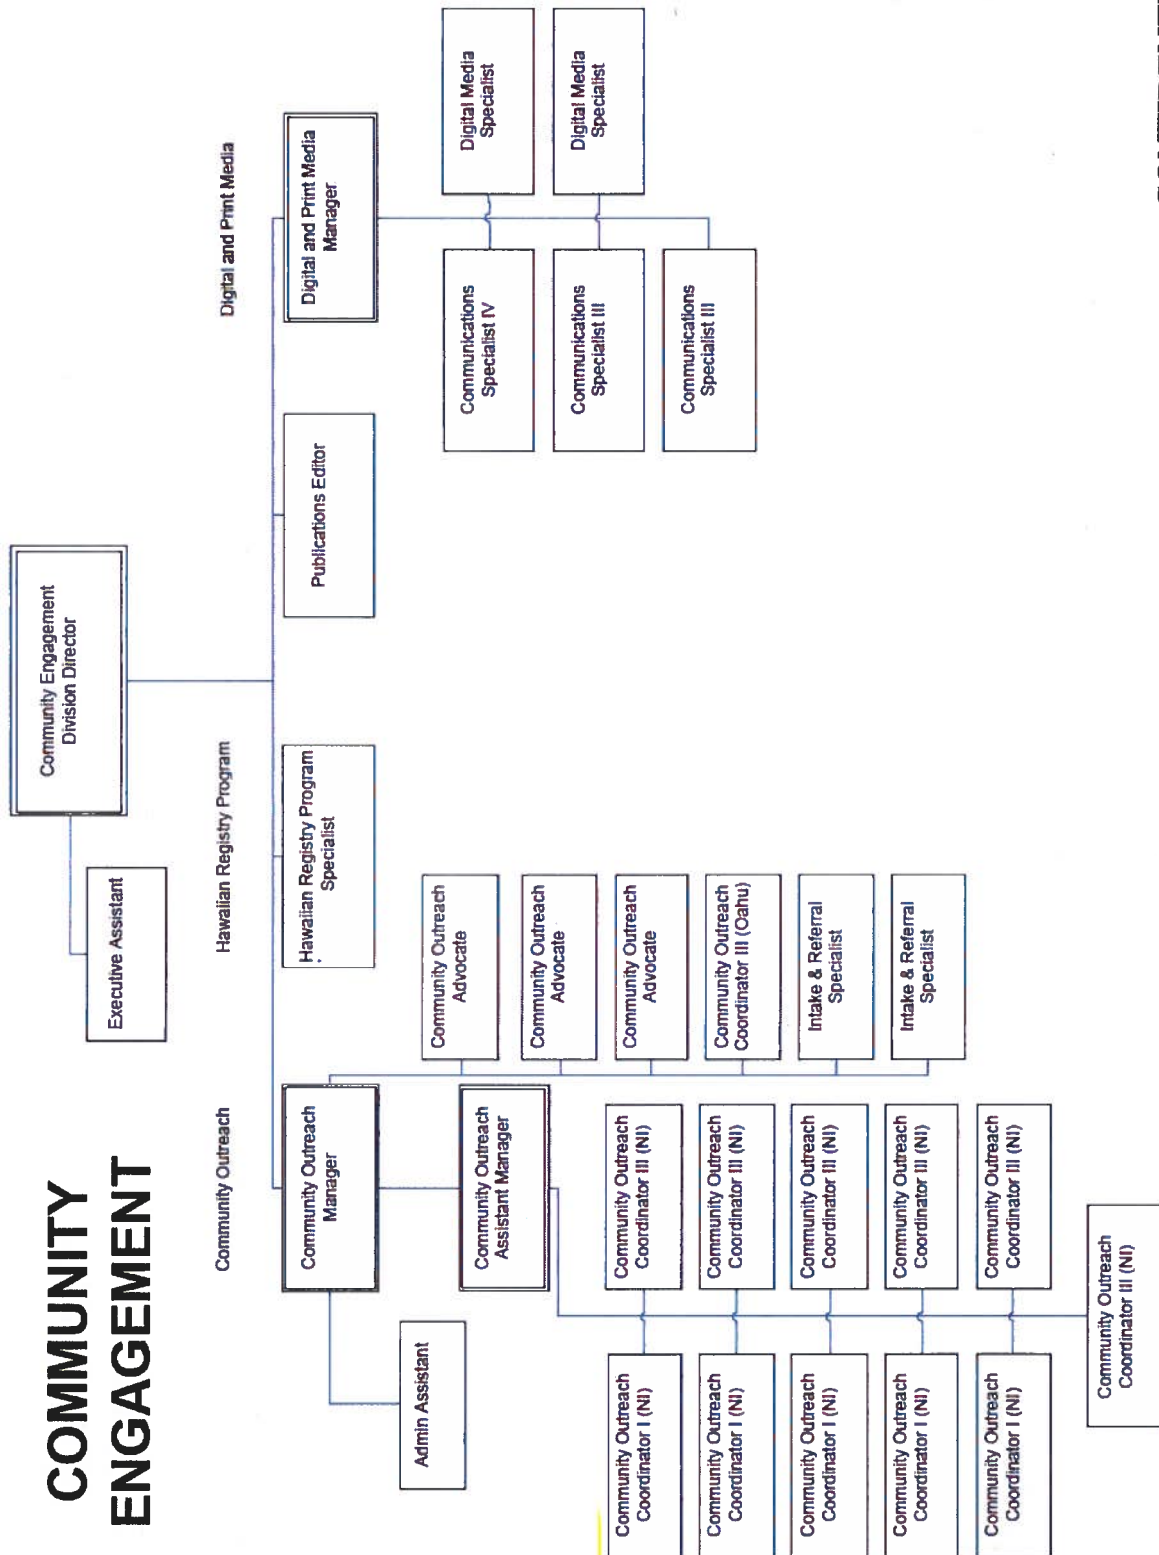 COMMUNITY
ENGAGEMENT
Community Engagement
Division Director
Executive Assistant
Community Outreach
Hawaiian Registry Program
Digital and Print Media
Community Outreach
Manager
Hawaiian Registry Program
Specialist
Publications Editor
Digital and Print Media
Manager
Admin Assistant
Community Outreach
Assistant Manager
Community Outreach
Advocate
Community Outreach
Advocate
Community Outreach
Advocate
Community Outreach
Coordinator III (Oahu)
Intake & Referral
Specialist
Intake & Referral
Specialist
Communications
Specialist IV
Digital Media
Specialist
Communications
Specialist III
Digital Media
Specialist
Communications
Specialist III
Community Outreach
Coordinator I (NI)
Community Outreach
Coordinator III (NI)
Community Outreach
Coordinator I (NI)
Community Outreach
Coordinator III (NI)
Community Outreach
Coordinator I (NI)
Community Outreach
Coordinator III (NI)
Community Outreach
Coordinator I (NI)
Community Outreach
Coordinator III (NI)
Community Outreach
Coordinator I (NI)
Community Outreach
Coordinator III (NI)
Community Outreach
Coordinator III (NI)